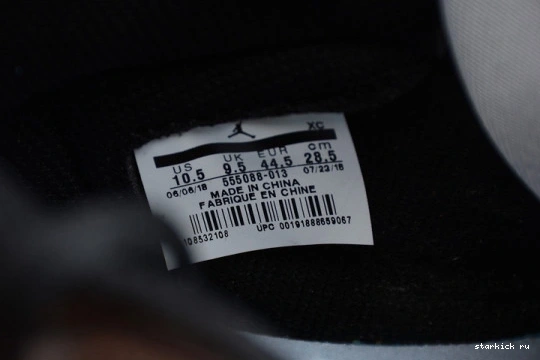 XC
US UK EUR cm
10.5 9.5 44.5 28.5
06/06/18 555088-013 07/23/18
MADE IN CHINA
FABRIQUE EN CHINE
108532108 UPC 00191888659067
starkick ru